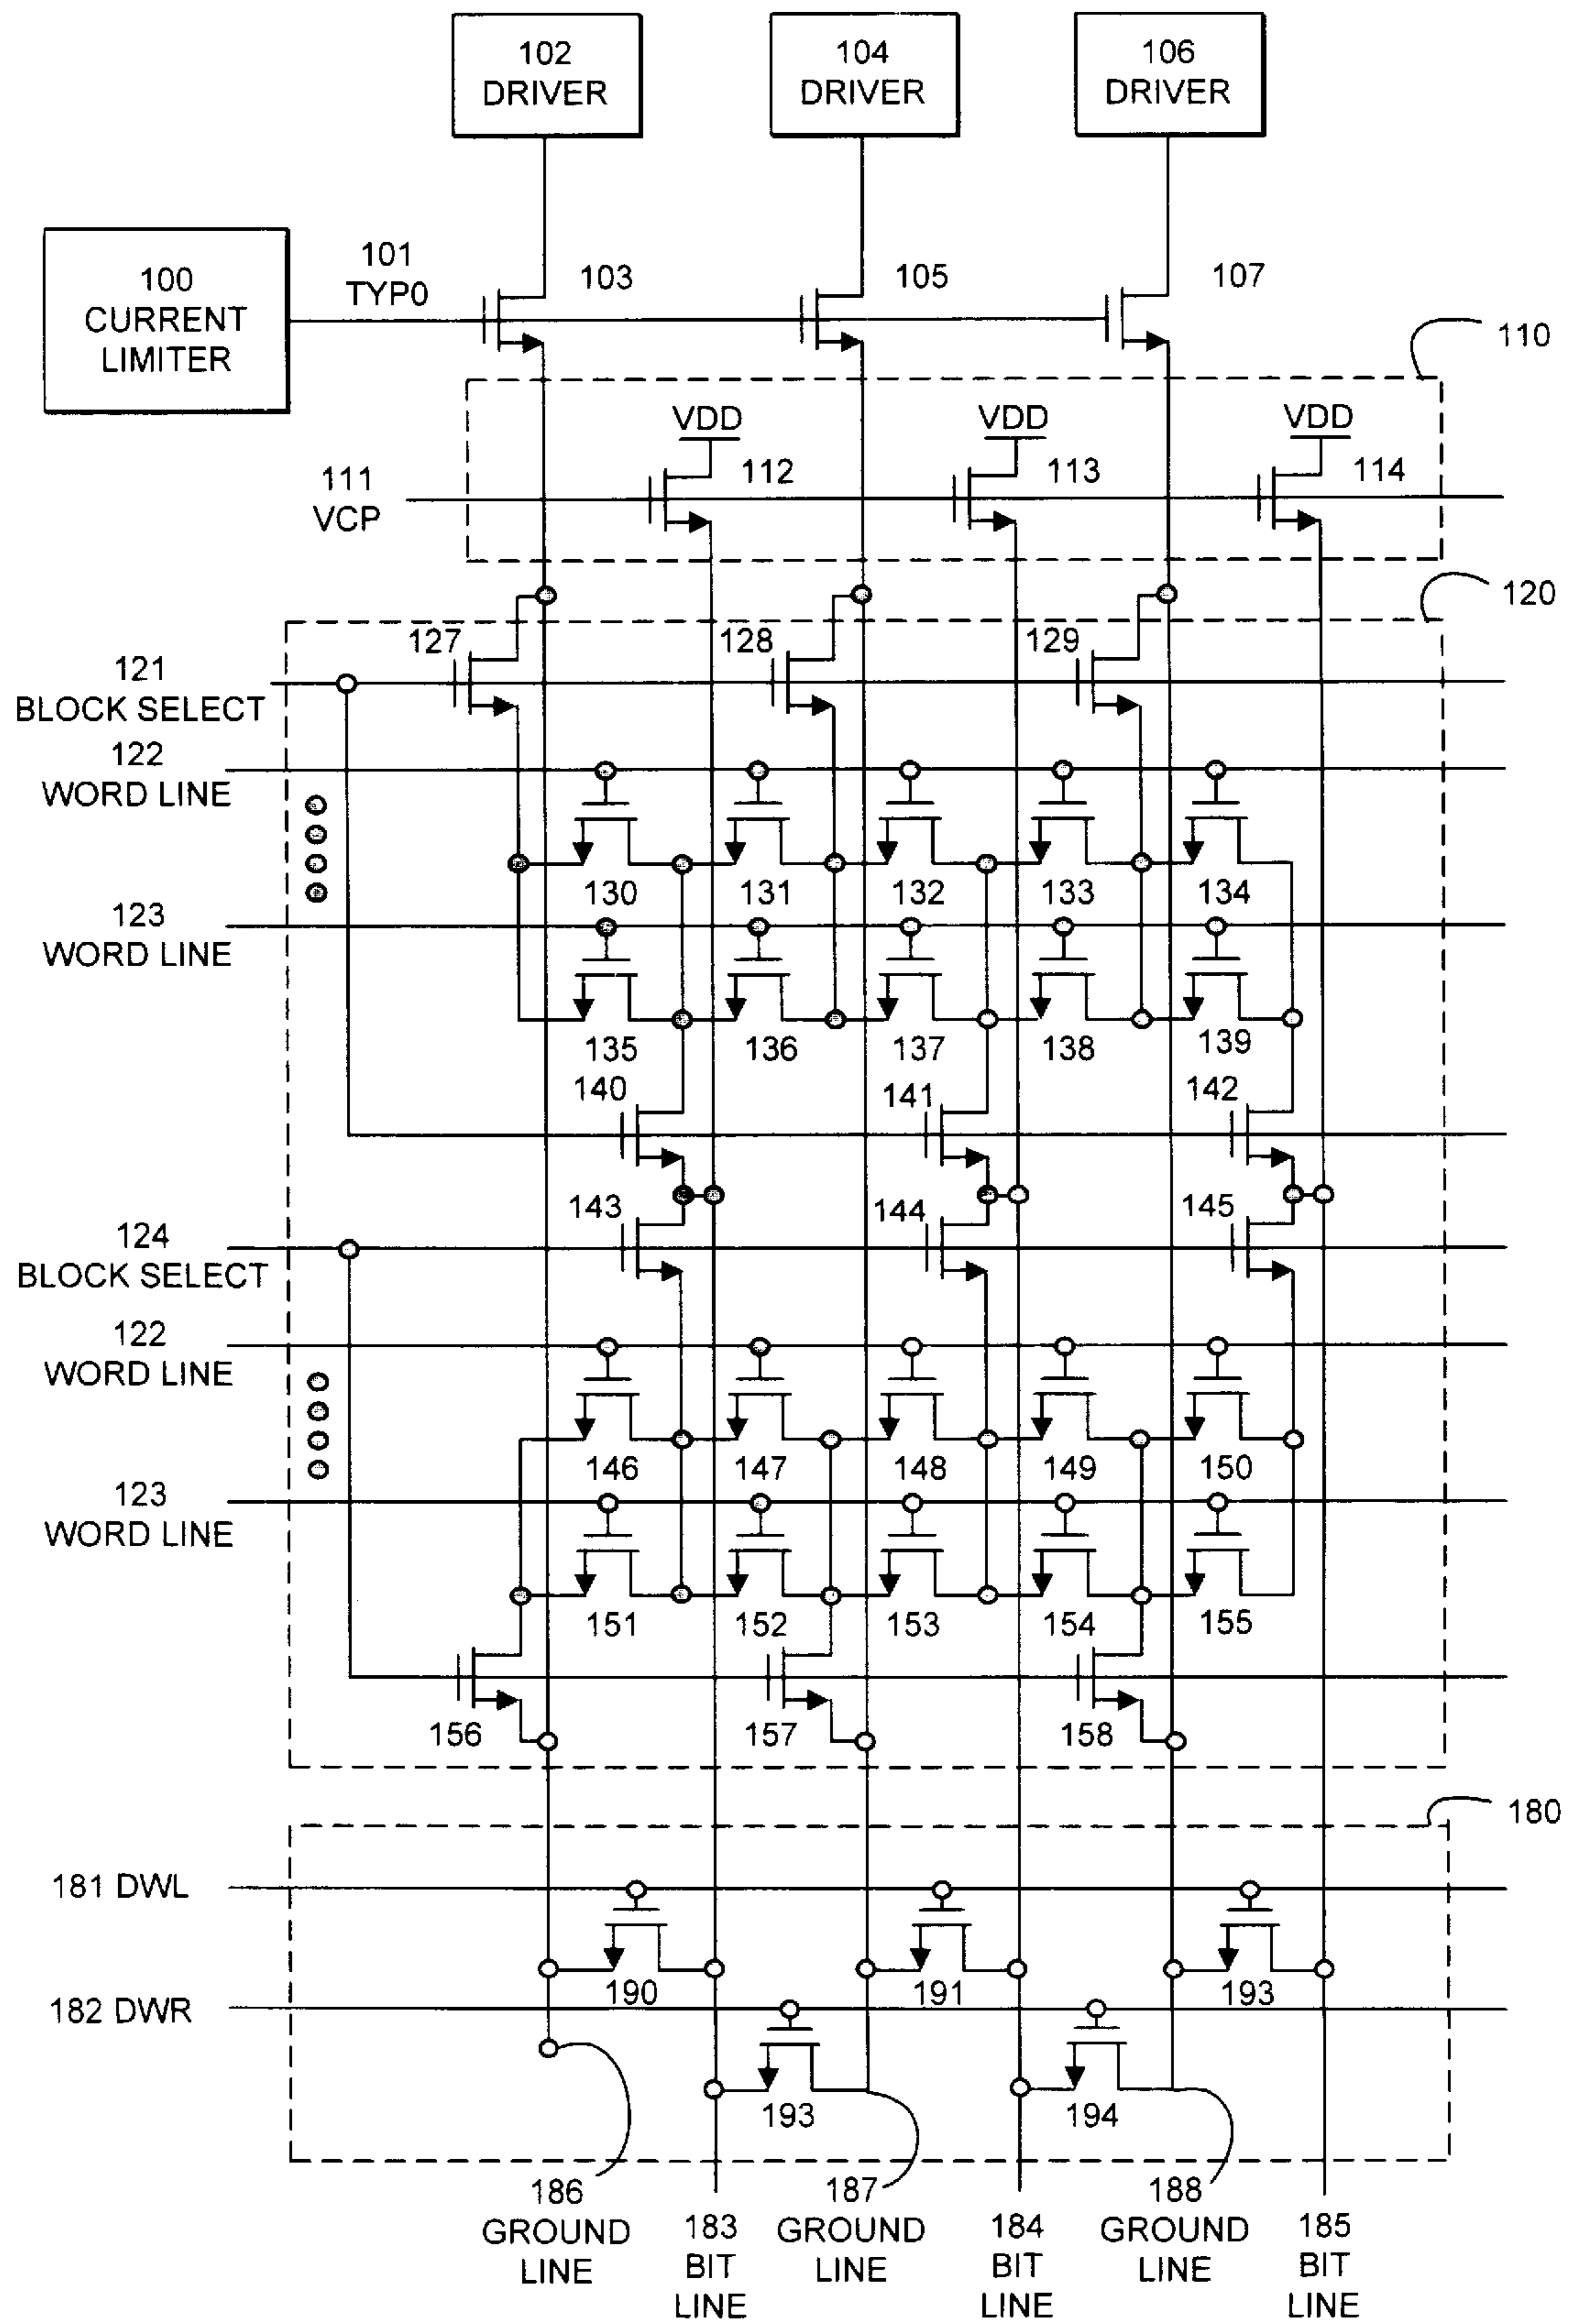 102
DRIVER
104
DRIVER
106
DRIVER
100
CURRENT
LIMITER
101
TYP0
103
105
107
110
VDD
VDD
VDD
111
VCP
112
113
114
120
127
128
129
121
BLOCK SELECT
122
WORD LINE
130
131
132
133
134
123
WORD LINE
135
136
137
138
139
140
141
142
143
144
145
124
BLOCK SELECT
122
WORD LINE
146
147
148
149
150
123
WORD LINE
151
152
153
154
155
156
157
158
180
181 DWL
190
191
193
182 DWR
193
194
186
GROUND
LINE
183
BIT
LINE
187
GROUND
LINE
184
BIT
LINE
188
GROUND
LINE
185
BIT
LINE